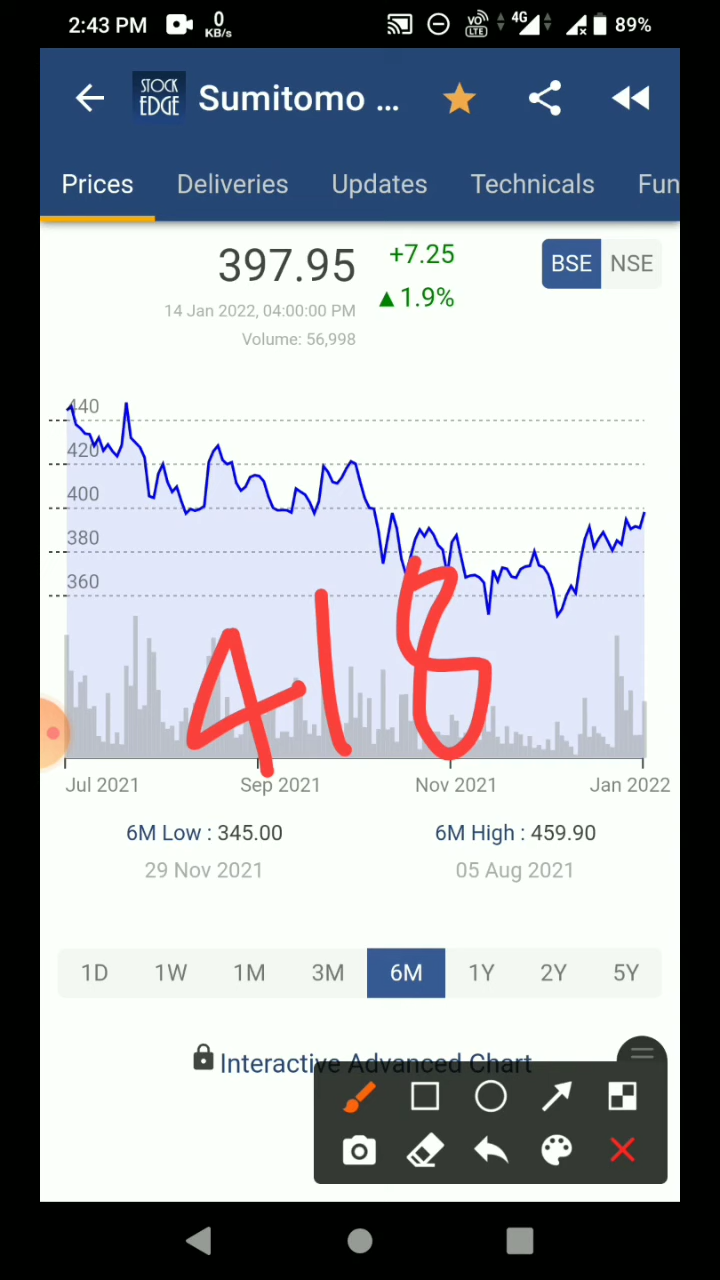 2:43 PM 0 KB/s VO LTE 4G 89%
STOCK EDGE Sumitomo ...
Prices Deliveries Updates Technicals Fun
397.95 +7.25 BSE NSE
▲1.9%
14 Jan 2022, 04:00:00 PM
Volume: 56,998
440
420
400
380
360
418
Jul 2021 Sep 2021 Nov 2021 Jan 2022
6M Low : 345.00 6M High : 459.90
29 Nov 2021 05 Aug 2021
1D 1W 1M 3M 6M 1Y 2Y 5Y
Interactive Advanced Chart